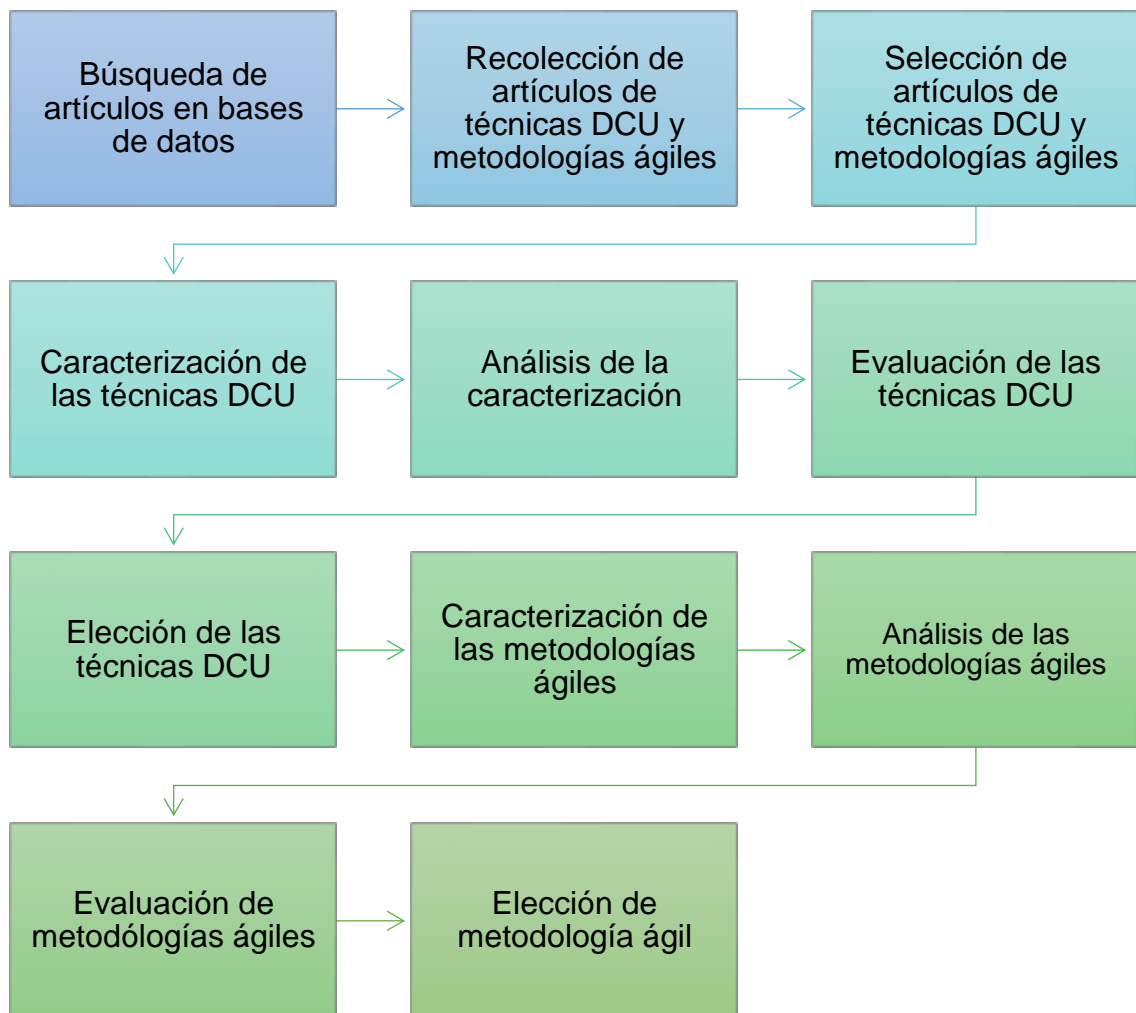 Búsqueda de
artículos en bases
de datos
Recolección de
artículos de
técnicas DCU y
metodologías ágiles
Selección de
artículos de
técnicas DCU y
metodologías ágiles
Caracterización de
las técnicas DCU
Análisis de la
caracterización
Evaluación de las
técnicas DCU
Elección de las
técnicas DCU
Caracterización de
las metodologías
ágiles
Análisis de las
metodologías ágiles
Evaluación de
metodólogías ágiles
Elección de
metodología ágil